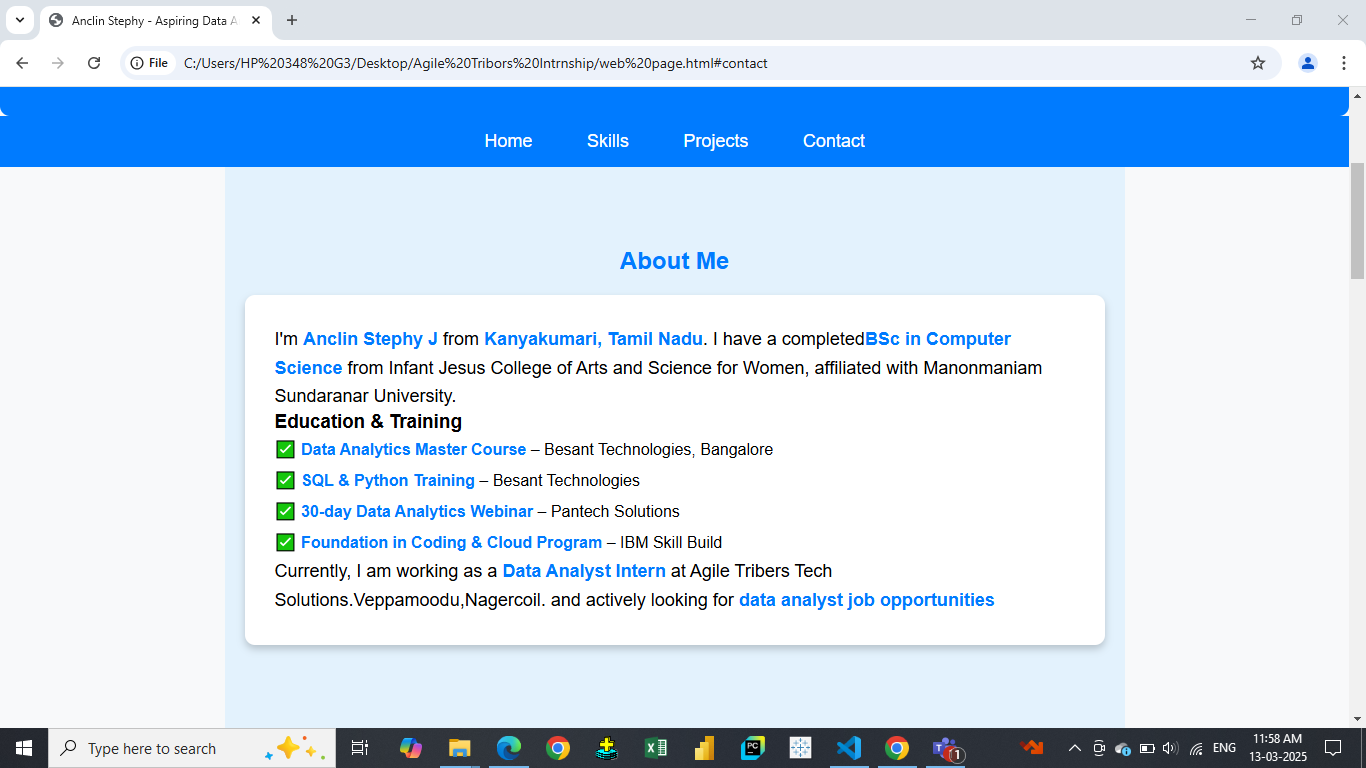 Anclin Stephy - Aspiring Data A
File
C:/Users/HP%20348%20G3/Desktop/Agile%20Tribors%20Intrnship/web%20page.html#contact
Home Skills Projects Contact
About Me
I'm Anclin Stephy J from Kanyakumari, Tamil Nadu. I have a completedBSc in Computer
Science from Infant Jesus College of Arts and Science for Women, affiliated with Manonmaniam
Sundaranar University.
Education & Training
✅ Data Analytics Master Course – Besant Technologies, Bangalore
✅ SQL & Python Training – Besant Technologies
✅ 30-day Data Analytics Webinar – Pantech Solutions
✅ Foundation in Coding & Cloud Program – IBM Skill Build
Currently, I am working as a Data Analyst Intern at Agile Tribers Tech
Solutions.Veppamoodu,Nagercoil. and actively looking for data analyst job opportunities
Type here to search
PC
1
ENG
11:58 AM
13-03-2025